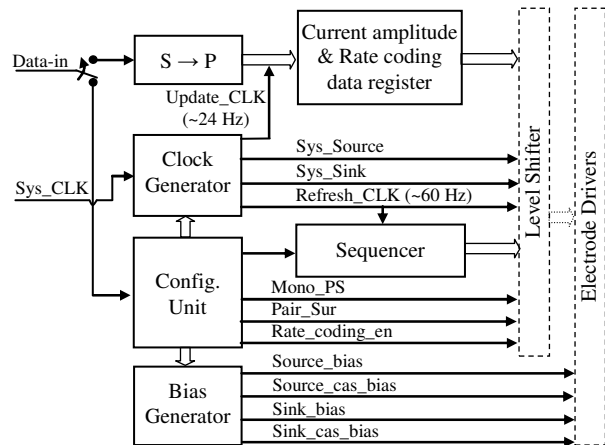 Data-in
S → P
Current amplitude
& Rate coding
data register
Update_CLK
(~24 Hz)
Sys_CLK
Clock
Generator
Sys_Source
Sys_Sink
Refresh_CLK (~60 Hz)
Sequencer
Config.
Unit
Mono_PS
Pair_Sur
Rate_coding_en
Bias
Generator
Source_bias
Source_cas_bias
Sink_bias
Sink_cas_bias
Level Shifter
Electrode Drivers